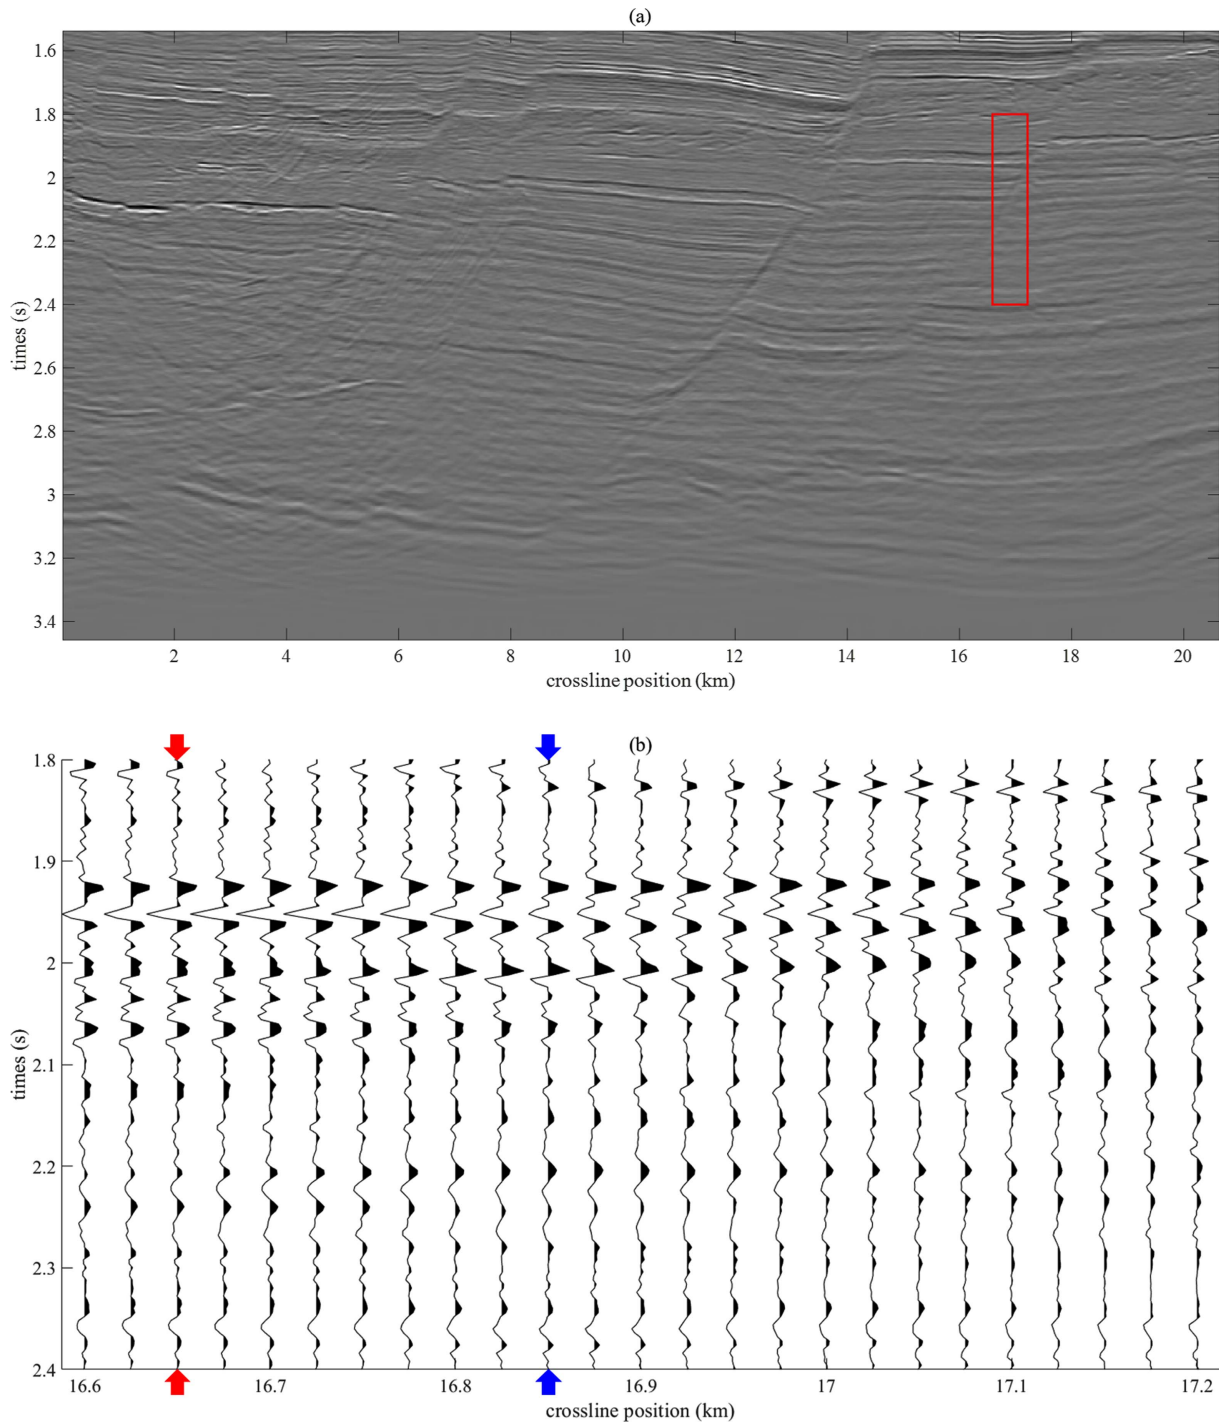 (a)
1.6
1.8
2
2.2
2.4
2.6
2.8
3
3.2
3.4
times (s)
2 4 6 8 10 12 14 16 18 20
crossline position (km)
(b)
1.8
1.9
2
2.1
2.2
2.3
2.4
times (s)
16.6 16.7 16.8 16.9 17 17.1 17.2
crossline position (km)